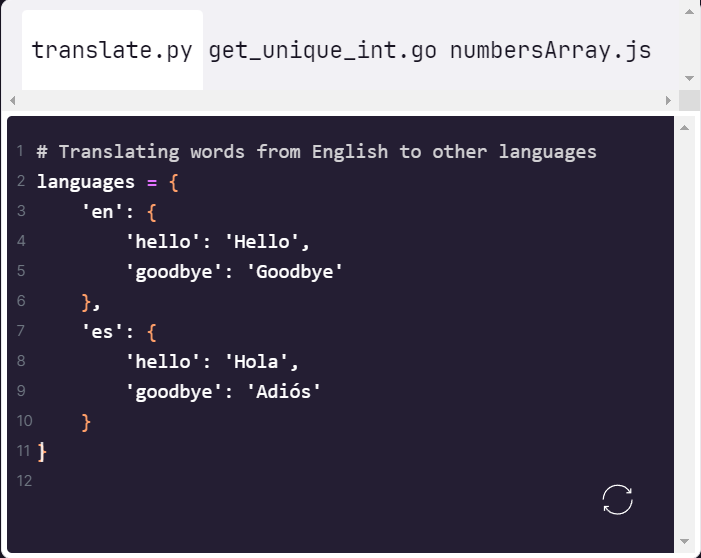 translate.py get_unique_int.go numbersArray.js
1 # Translating words from English to other languages
2 languages = {
3     'en': {
4         'hello': 'Hello',
5         'goodbye': 'Goodbye'
6     },
7     'es': {
8         'hello': 'Hola',
9         'goodbye': 'Adiós'
10     }
11 }
12